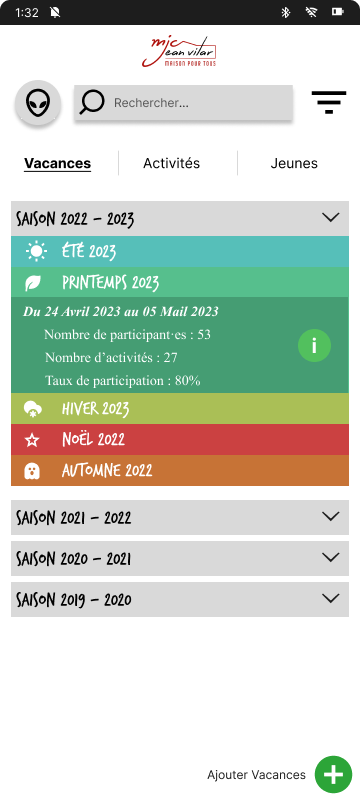 1:32
mjc
jean vilar
MAISON POUR TOUS
Rechercher...
Vacances
Activités
Jeunes
SAISON 2022 - 2023
ÉTÉ 2023
PRINTEMPS 2023
Du 24 Avril 2023 au 05 Mail 2023
Nombre de participant·es : 53
Nombre d'activités : 27
Taux de participation : 80%
i
HIVER 2023
NOËL 2022
AUTOMNE 2022
SAISON 2021 - 2022
SAISON 2020 - 2021
SAISON 2019 - 2020
Ajouter Vacances